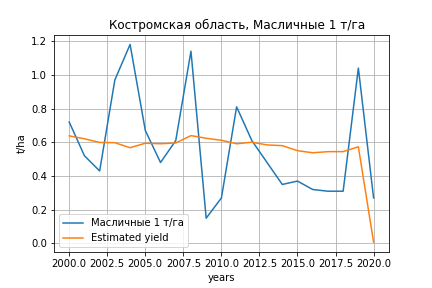 Костромская область, Масличные 1 т/га
t/ha
1.2
1.0
0.8
0.6
0.4
0.2
0.0
Масличные 1 т/га
Estimated yield
2000.0 2002.5 2005.0 2007.5 2010.0 2012.5 2015.0 2017.5 2020.0
years